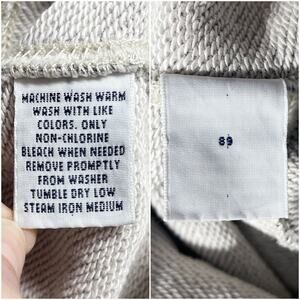 MACHINE WASH WARM
WASH WITH LIKE
COLORS. ONLY
NON-CHLORINE
BLEACH WHEN NEEDED
REMOVE PROMPTLY
FROM WASHER
TUMBLE DRY LOW
STEAM IRON MEDIUM
89